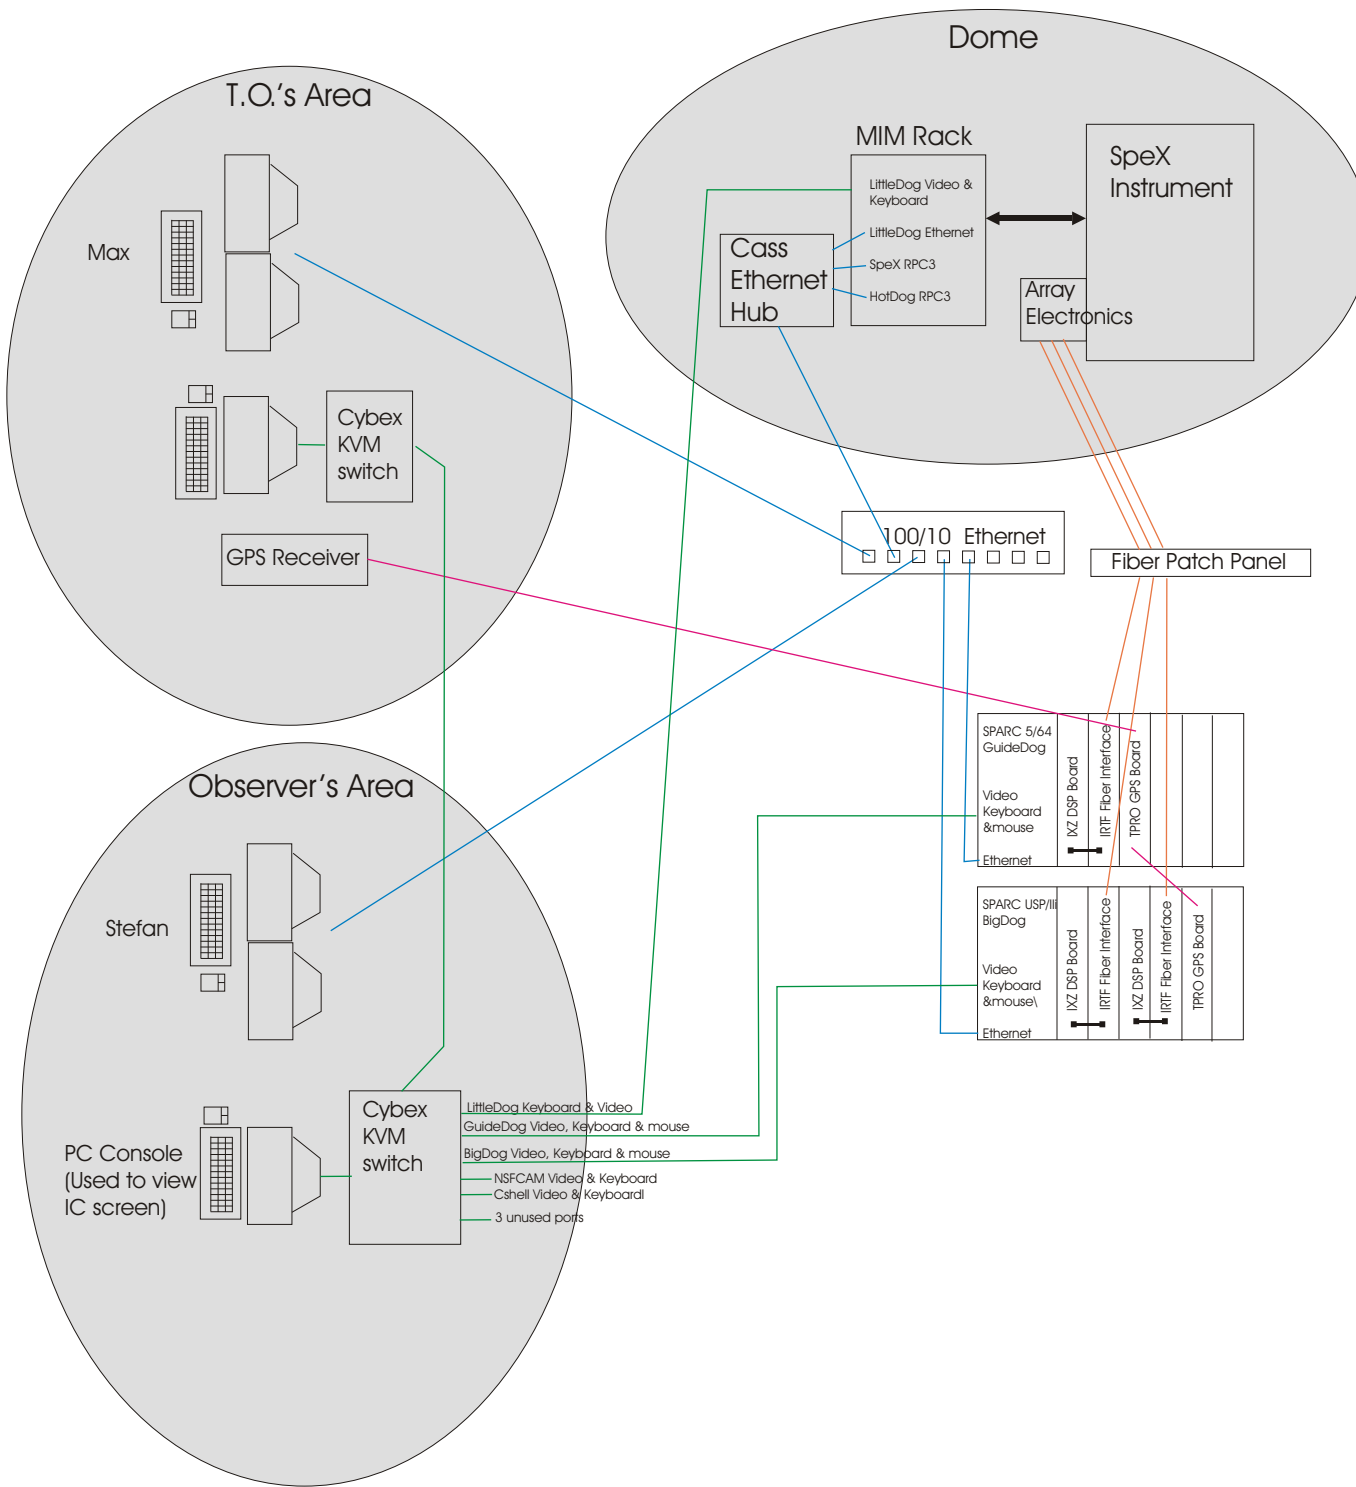 Dome
T.O.'s Area
MIM Rack
SpeX
Instrument
LittleDog Video &
Keyboard
LittleDog Ethernet
SpeX RPC3
HotDog RPC3
Cass
Ethernet
Hub
Array
Electronics
Max
Cybex
KVM
switch
GPS Receiver
100/10 Ethernet
Fiber Patch Panel
SPARC 5/64
GuideDog
Video
Keyboard
&mouse
Ethernet
IXZ DSP Board
IRTF Fiber Interface
TPRO GPS Board
SPARC USP/IIi
BigDog
Video
Keyboard
&mouse\
Ethernet
IXZ DSP Board
IRTF Fiber Interface
IXZ DSP Board
IRTF Fiber Interface
TPRO GPS Board
Observer's Area
Stefan
PC Console
(Used to view
IC screen)
Cybex
KVM
switch
LittleDog Keyboard & Video
GuideDog Video, Keyboard & mouse
BigDog Video, Keyboard & mouse
NSFCAM Video & Keyboard
Cshell Video & Keyboardl
3 unused ports